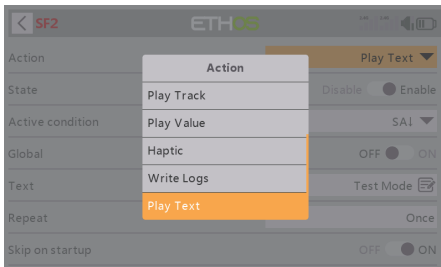 SF2
ETHOS
Action
Play Text
State
Disable Enable
Active condition
SA↓
Global
OFF ON
Text
Test Mode
Repeat
Once
Skip on startup
OFF ON
Action
Play Track
Play Value
Haptic
Write Logs
Play Text